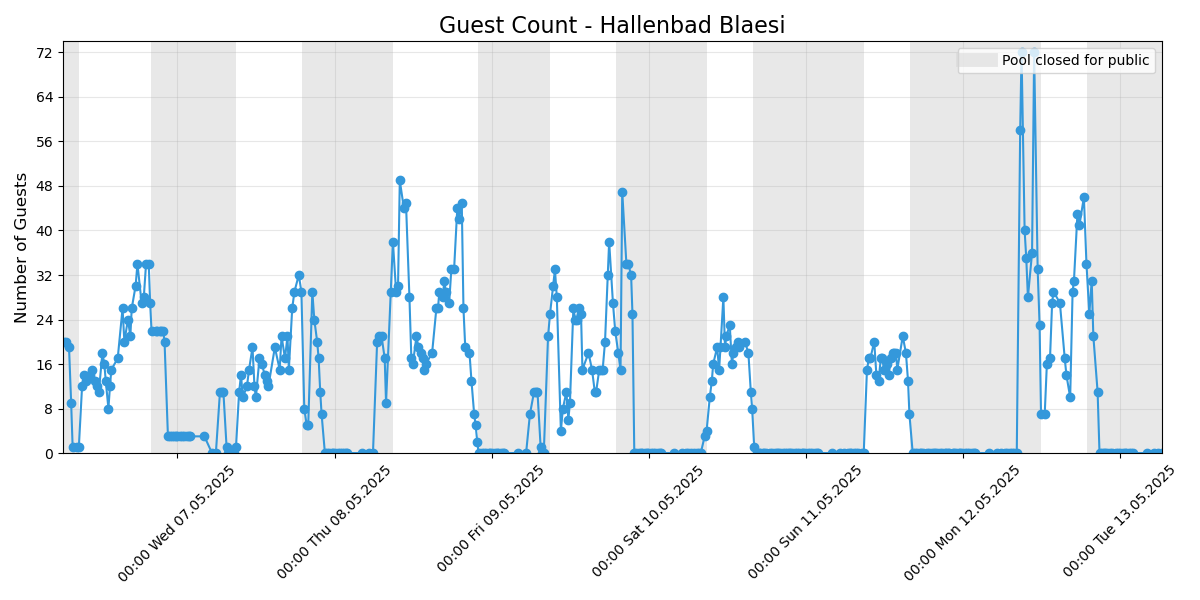 Guest Count - Hallenbad Blaesi
Pool closed for public
Number of Guests
72
64
56
48
40
32
24
16
8
0
00:00 Wed 07.05.2025
00:00 Thu 08.05.2025
00:00 Fri 09.05.2025
00:00 Sat 10.05.2025
00:00 Sun 11.05.2025
00:00 Mon 12.05.2025
00:00 Tue 13.05.2025